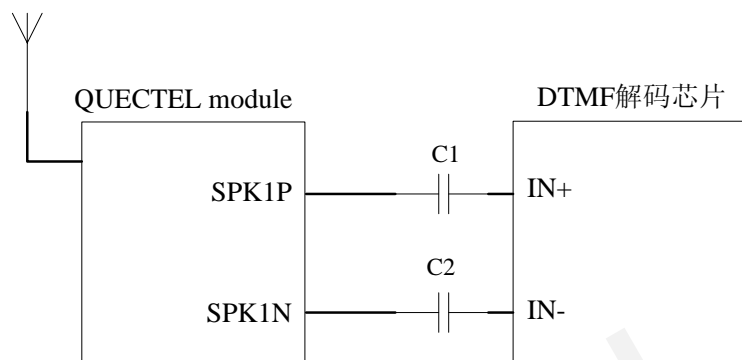 QUECTEL module
DTMF解码芯片
C1
SPK1P
IN+
C2
SPK1N
IN-